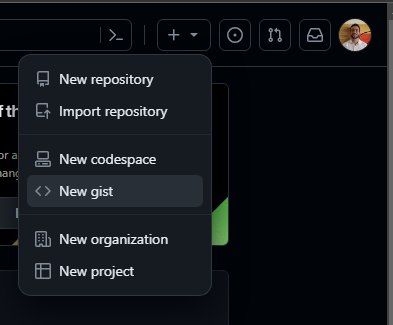 New repository
Import repository
New codespace
New gist
New organization
New project